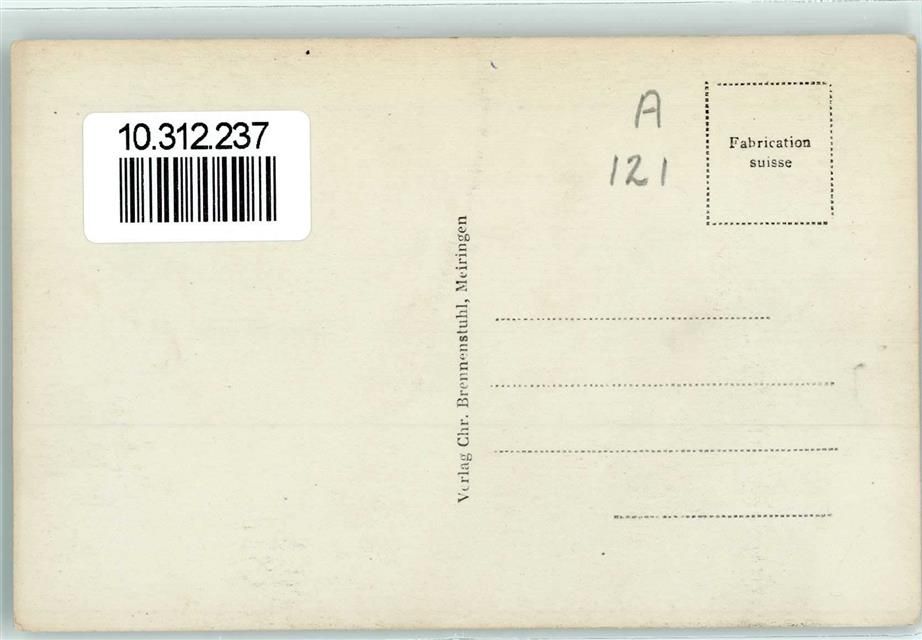 10.312.237
A
121
Fabrication
suisse
Verlag Chr. Brennenstuhl, Meiringen